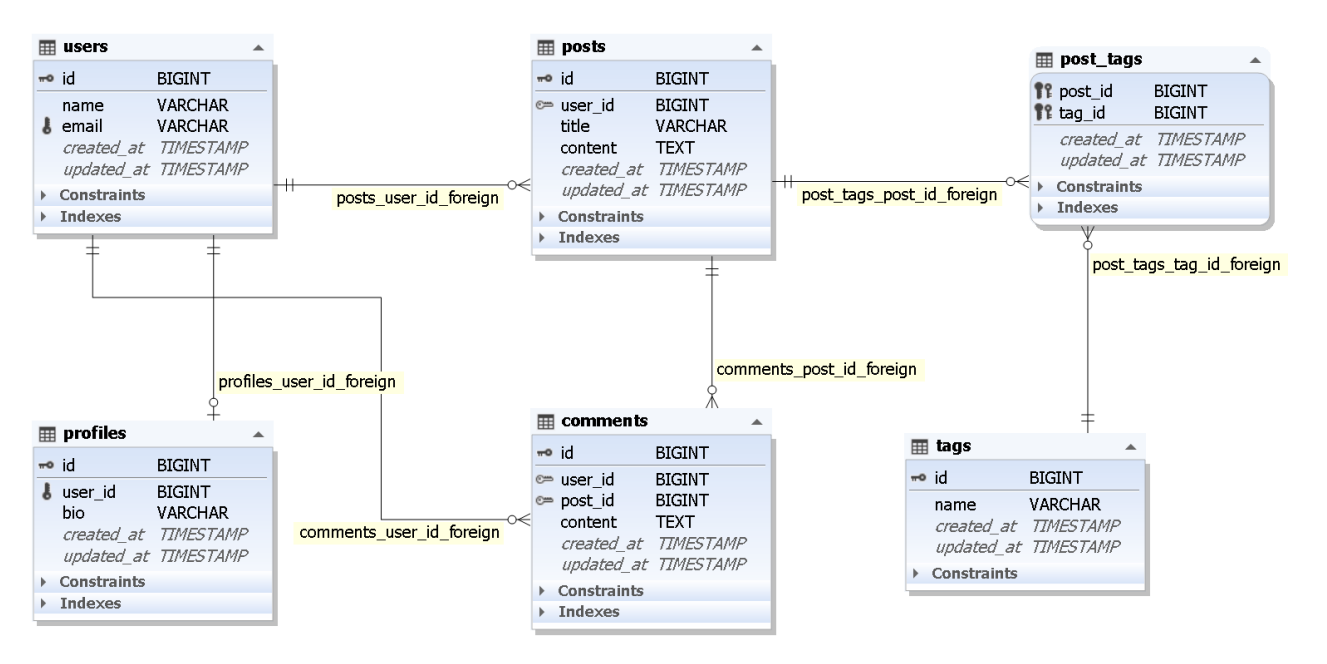 users
id BIGINT
name VARCHAR
email VARCHAR
created_at TIMESTAMP
updated_at TIMESTAMP
Constraints
Indexes
posts
id BIGINT
user_id BIGINT
title VARCHAR
content TEXT
created_at TIMESTAMP
updated_at TIMESTAMP
Constraints
Indexes
post_tags
post_id BIGINT
tag_id BIGINT
created_at TIMESTAMP
updated_at TIMESTAMP
Constraints
Indexes
posts_user_id_foreign
post_tags_post_id_foreign
post_tags_tag_id_foreign
profiles_user_id_foreign
comments_post_id_foreign
comments_user_id_foreign
profiles
id BIGINT
user_id BIGINT
bio VARCHAR
created_at TIMESTAMP
updated_at TIMESTAMP
Constraints
Indexes
comments
id BIGINT
user_id BIGINT
post_id BIGINT
content TEXT
created_at TIMESTAMP
updated_at TIMESTAMP
Constraints
Indexes
tags
id BIGINT
name VARCHAR
created_at TIMESTAMP
updated_at TIMESTAMP
Constraints